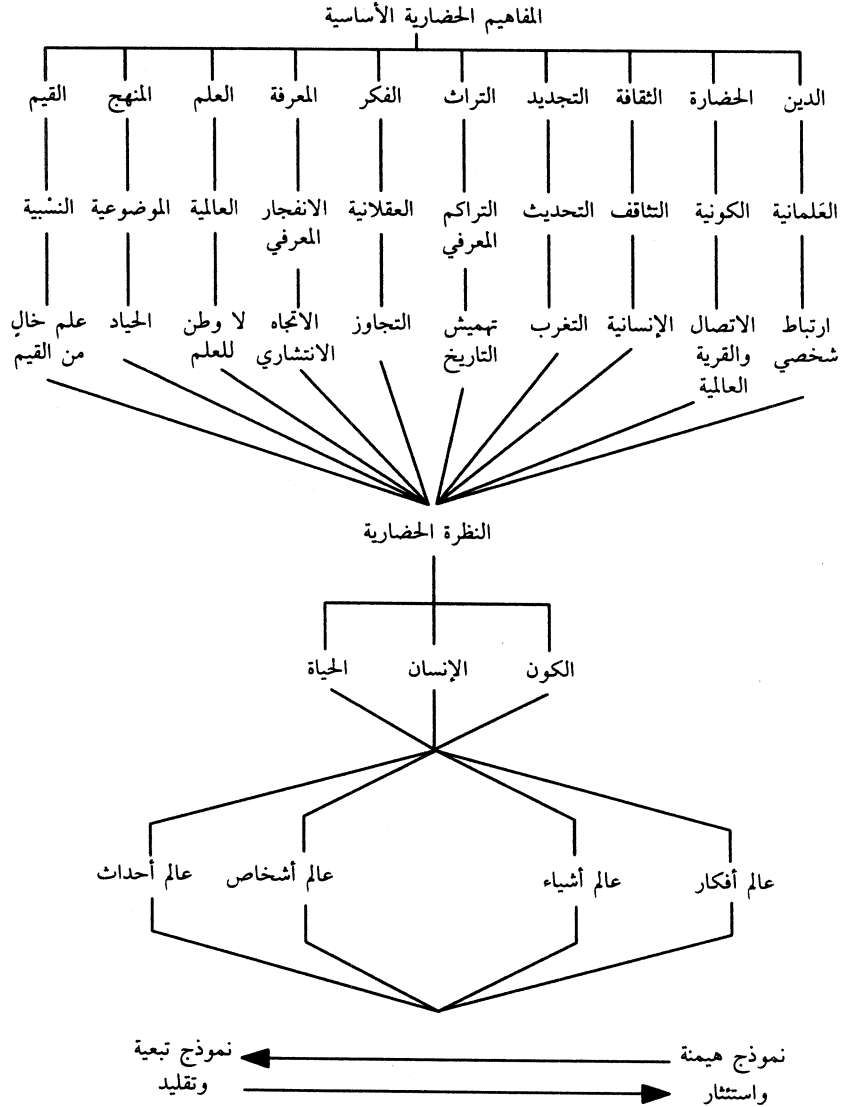 المفاهيم الحضارية الأساسية
الدين الحضارة الثقافة التجديد التراث الفكر المعرفة العلم المنهج القيم
العَلمانية الكونية التثاقف التحديث التراكم العقلانية الانفجار العالمية الموضوعية النسْبية
المعرفي المعرفي
ارتباط الاتصال الإنسانية التغرب تهميش التجاوز الاتجاه لا وطن الحياد علم خالٍ
شخصي والقرية التاريخ الانتشاري للعلم من القيم
العالمية
النظرة الحضارية
الكون الإنسان الحياة
عالم أفكار عالم أشياء عالم أشخاص عالم أحداث
نموذج هيمنة نموذج تبعية
واستئثار وتقليد